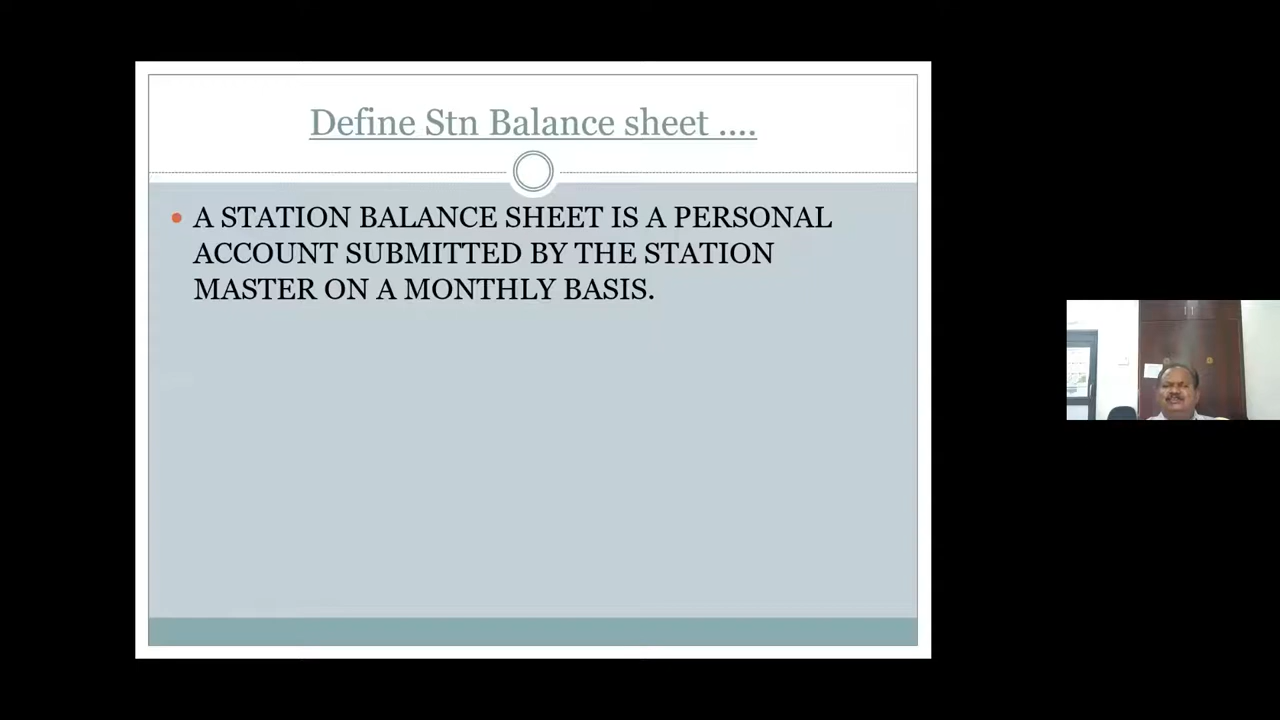 Define Stn Balance sheet ....
• A STATION BALANCE SHEET IS A PERSONAL
ACCOUNT SUBMITTED BY THE STATION
MASTER ON A MONTHLY BASIS.